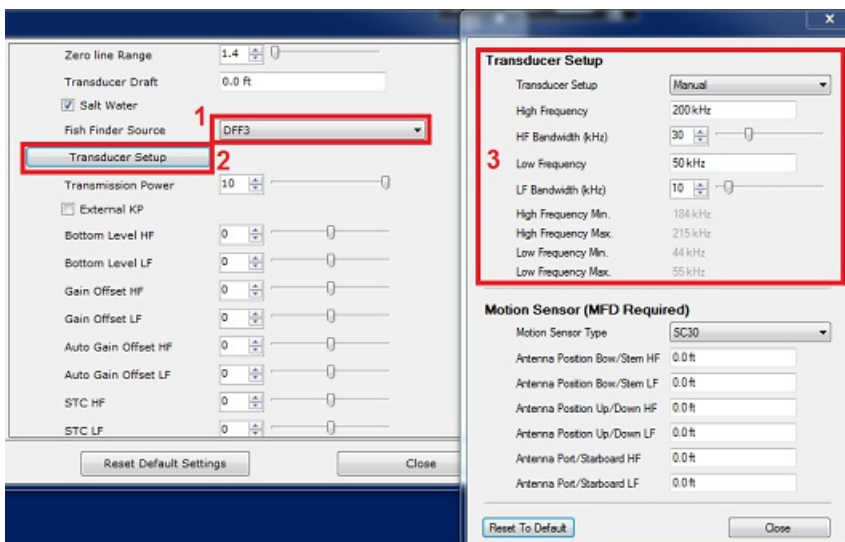 Zero line Range 1.4
Transducer Draft 0.0 ft
Salt Water
1
Fish Finder Source DFF3
Transducer Setup 2
Transmission Power 10
External KP
Bottom Level HF 0
Bottom Level LF 0
Gain Offset HF 0
Gain Offset LF 0
Auto Gain Offset HF 0
Auto Gain Offset LF 0
STC HF 0
STC LF 0
Reset Default Settings Close
x
Transducer Setup
Transducer Setup Manual
High Frequency 200 kHz
HF Bandwidth (kHz) 30
3 Low Frequency 50 kHz
LF Bandwidth (kHz) 10
High Frequency Min. 184 kHz
High Frequency Max. 215 kHz
Low Frequency Min. 44 kHz
Low Frequency Max. 55 kHz
Motion Sensor (MFD Required)
Motion Sensor Type SC30
Antenna Position Bow/Stern HF 0.0 ft
Antenna Position Bow/Stern LF 0.0 ft
Antenna Position Up/Down HF 0.0 ft
Antenna Position Up/Down LF 0.0 ft
Antenna Port/Starboard HF 0.0 ft
Antenna Port/Starboard LF 0.0 ft
Reset To Default Close